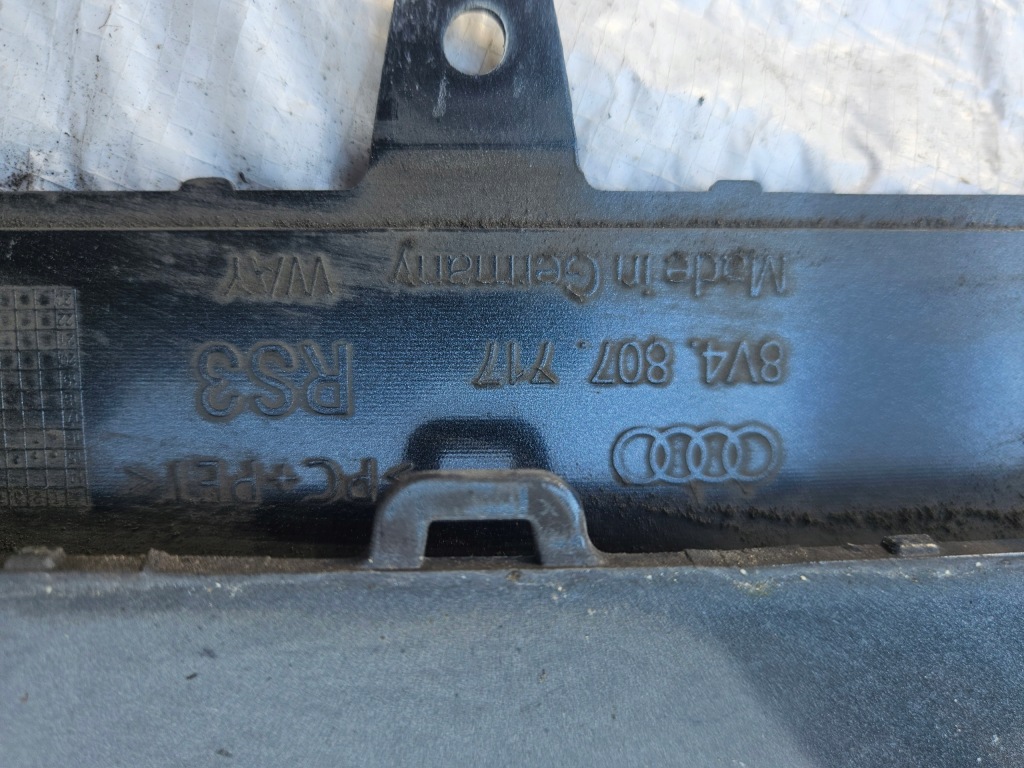 >PC+PET<
8V4. 807. 717 RS3
Made in Germany WAY